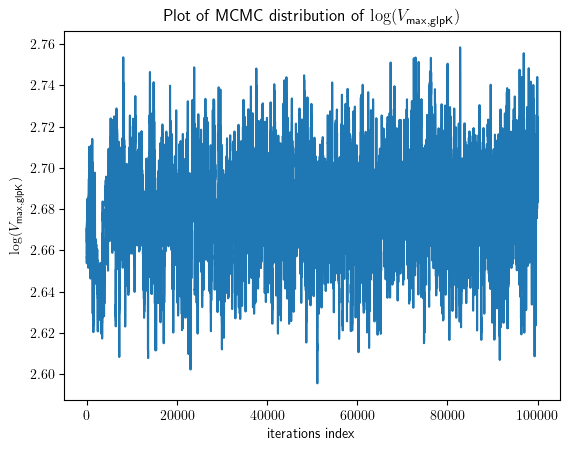 Plot of MCMC distribution of log(V_max,glpK)
log(V_max,glpK)
2.76
2.74
2.72
2.70
2.68
2.66
2.64
2.62
2.60
0 20000 40000 60000 80000 100000
iterations index